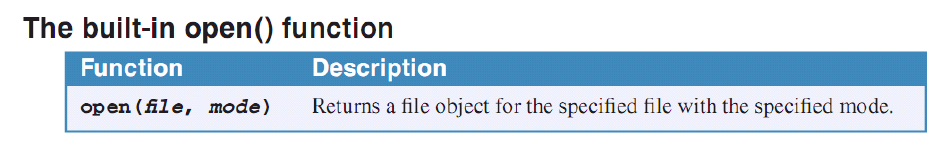 The built-in open() function
Function Description
open(file, mode) Returns a file object for the specified file with the specified mode.